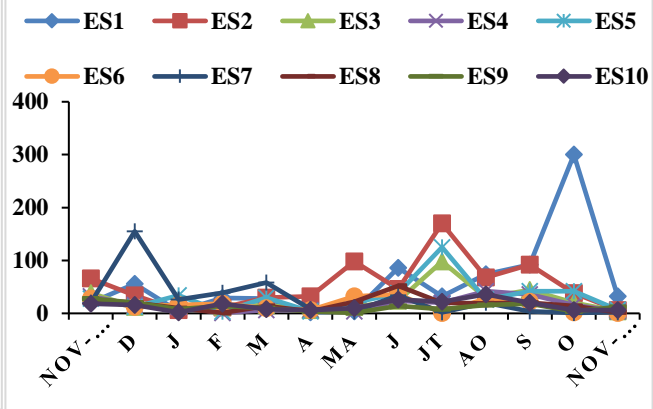 ES1 ES2 ES3 ES4 ES5
ES6 ES7 ES8 ES9 ES10
400
300
200
100
0
NOV-... D J F M A MA J JT AO S O NOV-...